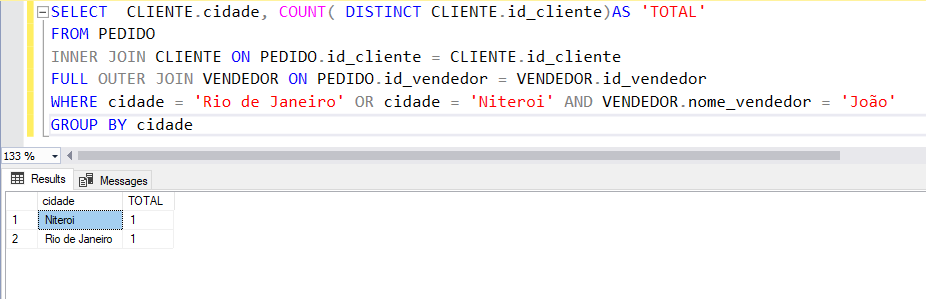 SELECT  CLIENTE.cidade, COUNT( DISTINCT CLIENTE.id_cliente)AS 'TOTAL'
FROM PEDIDO
INNER JOIN CLIENTE ON PEDIDO.id_cliente = CLIENTE.id_cliente
FULL OUTER JOIN VENDEDOR ON PEDIDO.id_vendedor = VENDEDOR.id_vendedor
WHERE cidade = 'Rio de Janeiro' OR cidade = 'Niteroi' AND VENDEDOR.nome_vendedor = 'João'
GROUP BY cidade
133 %
Results Messages
cidade TOTAL
1 Niteroi 1
2 Rio de Janeiro 1